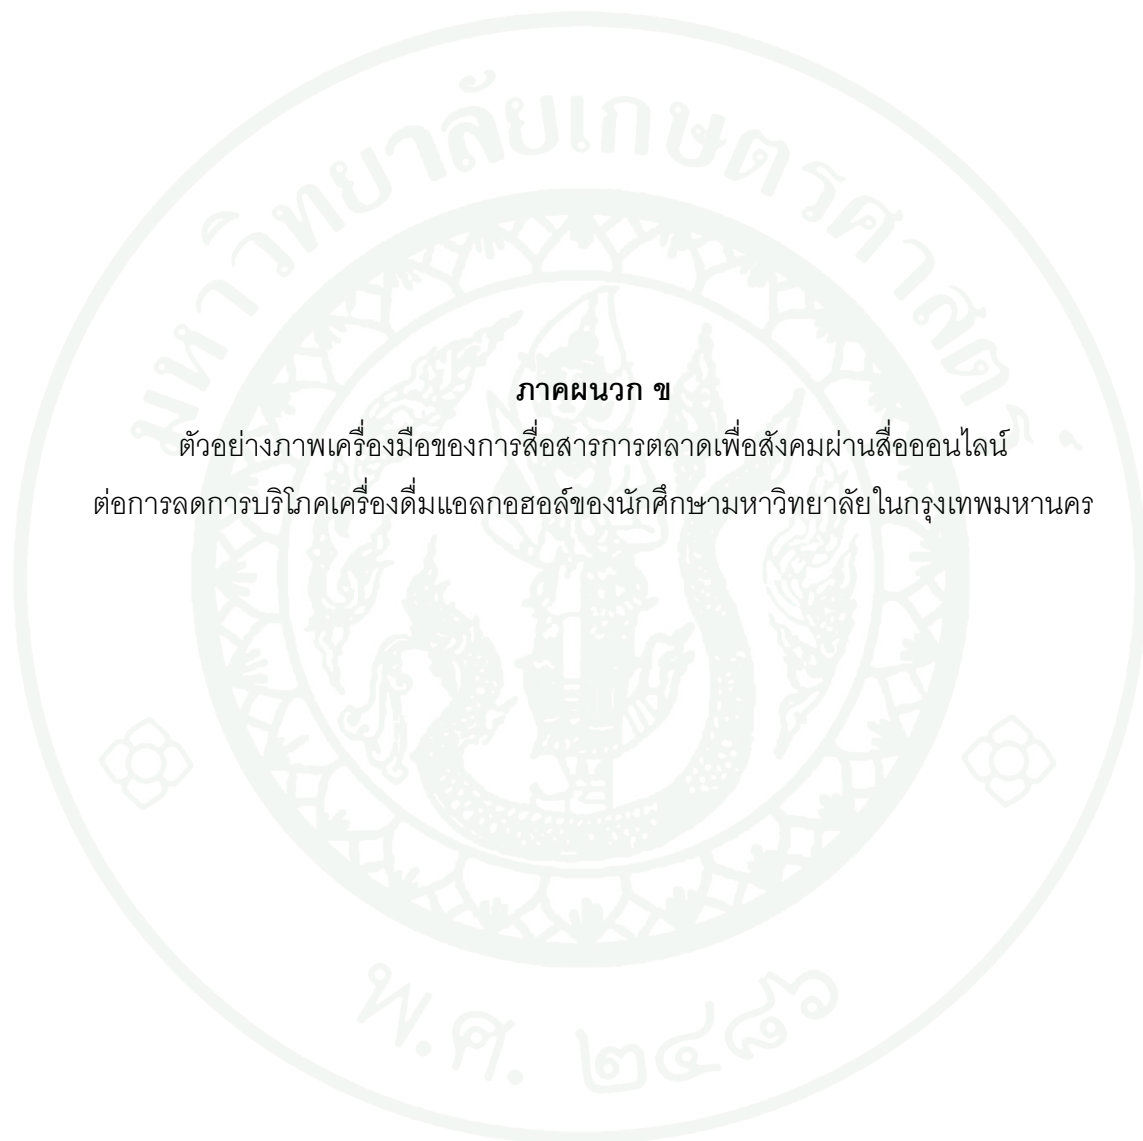 มหาวิทยาลัยเกษตรศาสตร์
ภาคผนวก ข
ตัวอย่างภาพเครื่องมือของการสื่อสารการตลาดเพื่อสังคมผ่านสื่อออนไลน์
ต่อการลดการบริโภคเครื่องดื่มแอลกอฮอล์ของนักศึกษามหาวิทยาลัยในกรุงเทพมหานคร
พ.ศ. ๒๔๘๖